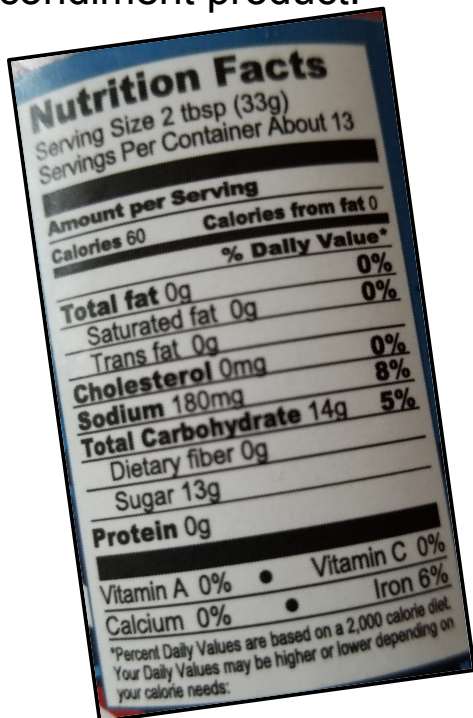 condiment product.
Nutrition Facts
Serving Size 2 tbsp (33g)
Servings Per Container About 13
Amount per Serving
Calories 60 Calories from fat 0
% Daily Value*
Total fat 0g 0%
Saturated fat 0g 0%
Trans fat 0g
Cholesterol 0mg 0%
Sodium 180mg 8%
Total Carbohydrate 14g 5%
Dietary fiber 0g
Sugar 13g
Protein 0g
Vitamin A 0% • Vitamin C 0%
Calcium 0% • Iron 6%
*Percent Daily Values are based on a 2,000 calorie diet.
Your Daily Values may be higher or lower depending on
your calorie needs: